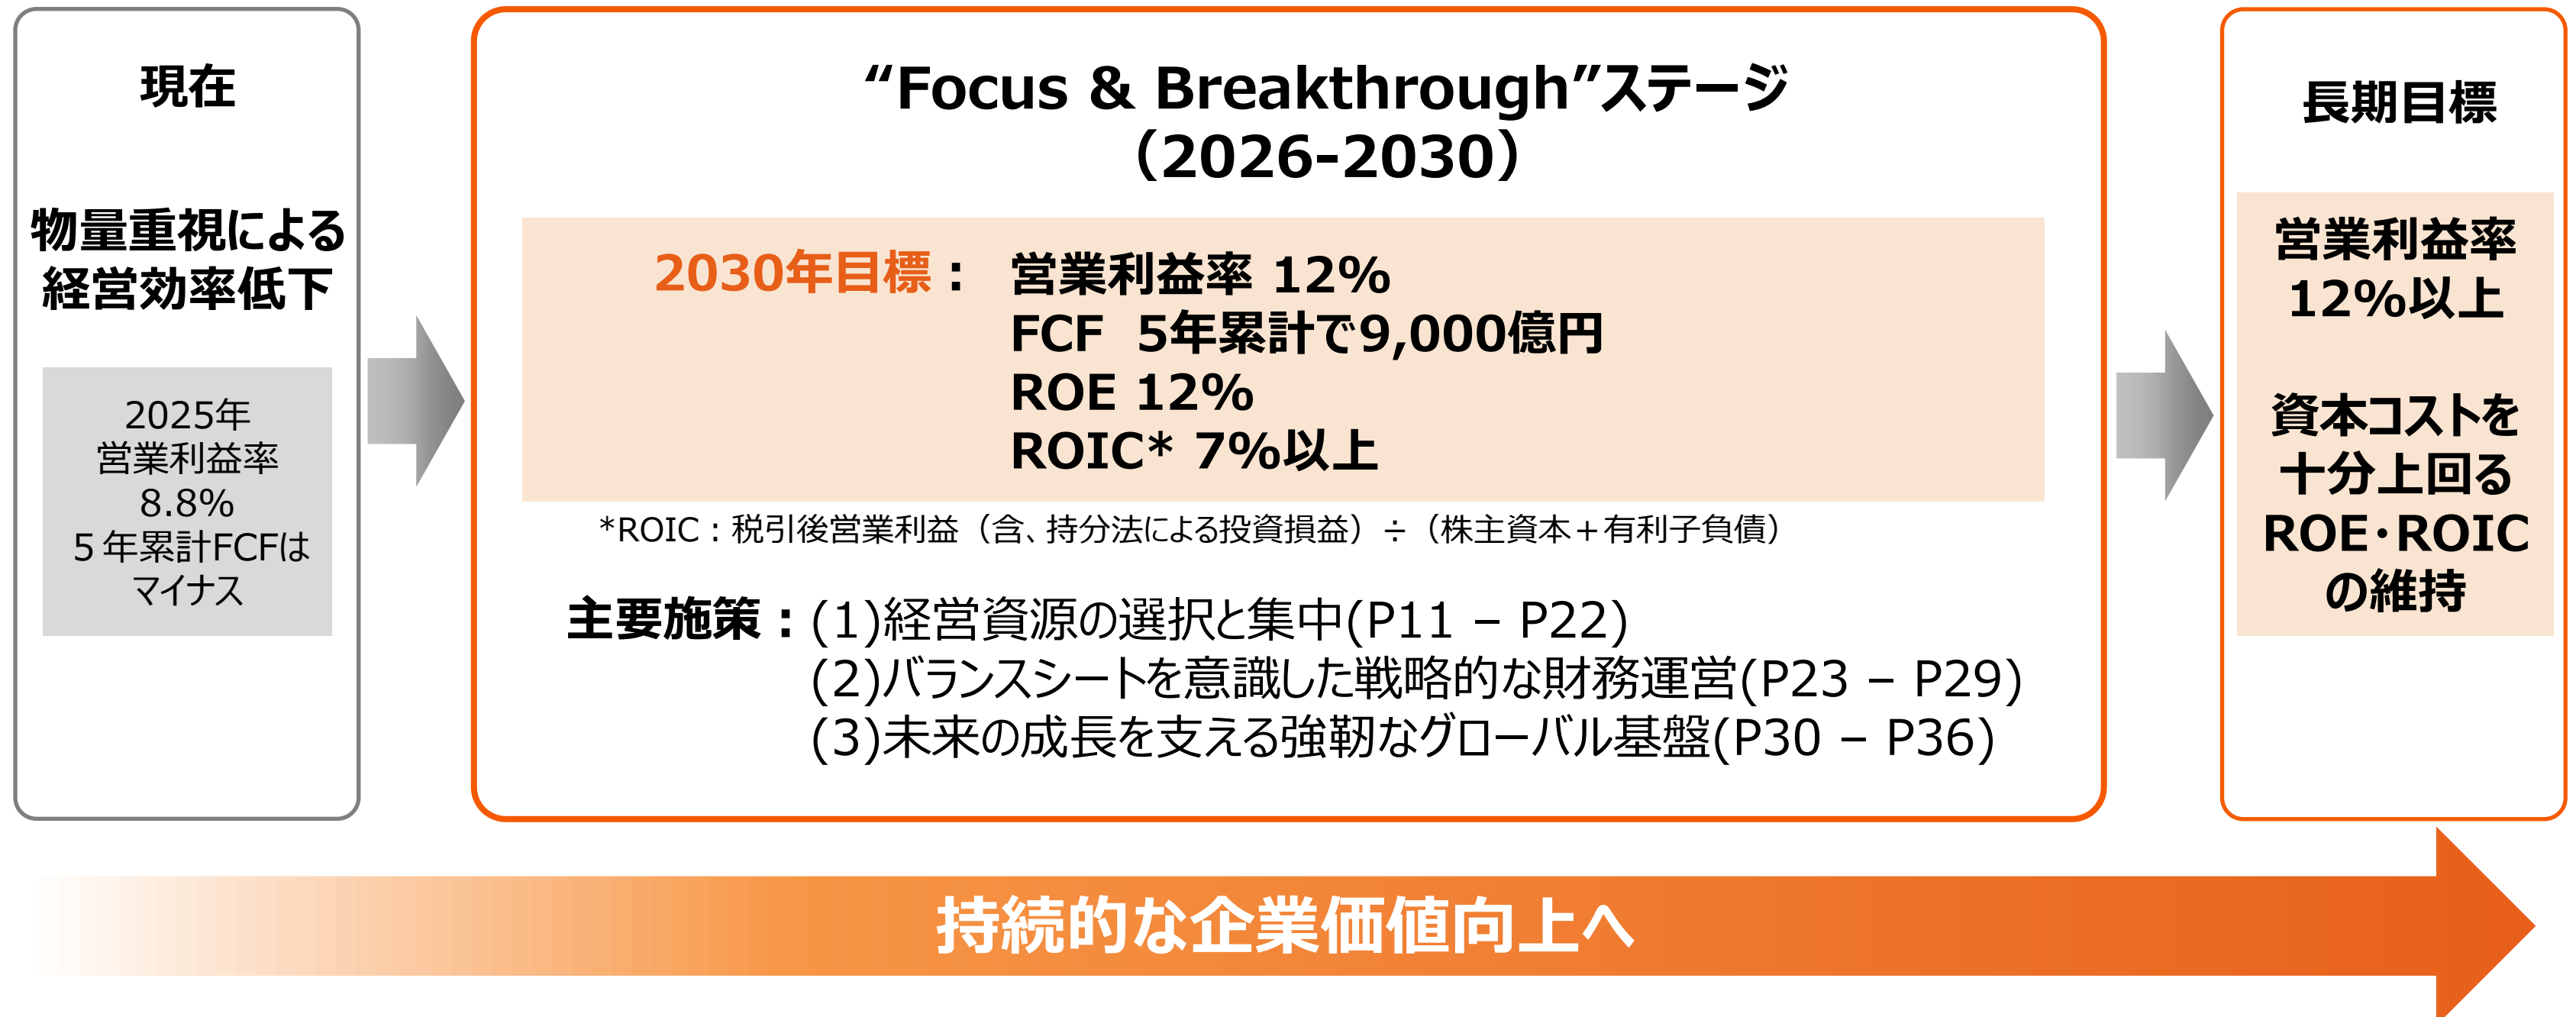 現在
物量重視による
経営効率低下
2025年
営業利益率
8.8%
5年累計FCFは
マイナス
“Focus & Breakthrough”ステージ
（2026-2030）
2030年目標： 営業利益率 12%
FCF 5年累計で9,000億円
ROE 12%
ROIC* 7%以上
*ROIC：税引後営業利益（含、持分法による投資損益）÷（株主資本＋有利子負債）
主要施策：(1)経営資源の選択と集中(P11 – P22)
(2)バランスシートを意識した戦略的な財務運営(P23 – P29)
(3)未来の成長を支える強靭なグローバル基盤(P30 – P36)
長期目標
営業利益率
12%以上
資本コストを
十分上回る
ROE・ROIC
の維持
持続的な企業価値向上へ